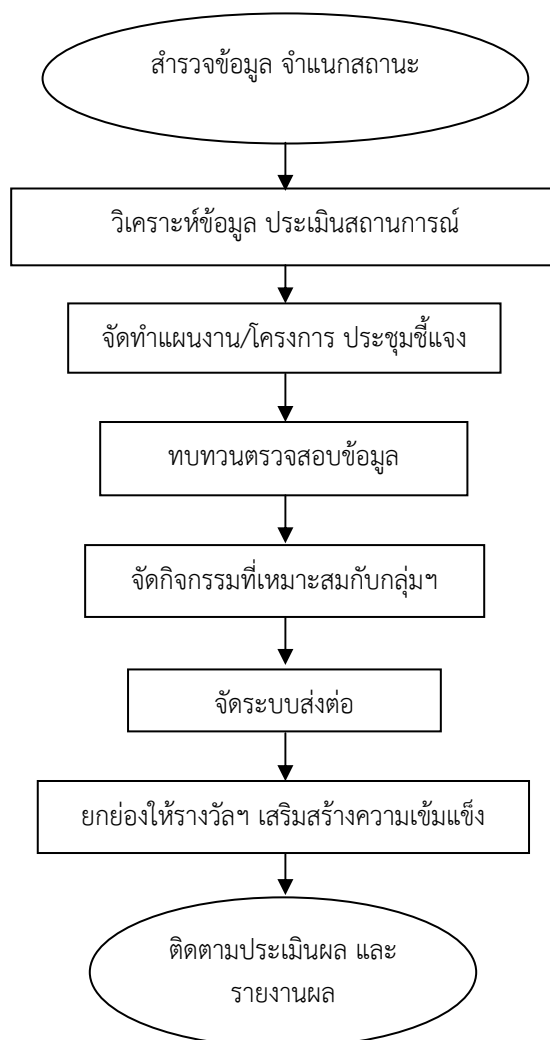 สำรวจข้อมูล จำแนกสถานะ
วิเคราะห์ข้อมูล ประเมินสถานการณ์
จัดทำแผนงาน/โครงการ ประชุมชี้แจง
ทบทวนตรวจสอบข้อมูล
จัดกิจกรรมที่เหมาะสมกับกลุ่มฯ
จัดระบบส่งต่อ
ยกย่องให้รางวัลฯ เสริมสร้างความเข้มแข็ง
ติดตามประเมินผล และ
รายงานผล